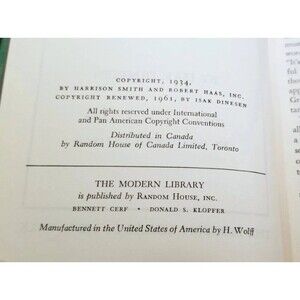 COPYRIGHT, 1934,
BY HARRISON SMITH AND ROBERT HAAS, INC.
COPYRIGHT RENEWED, 1961, BY ISAK DINESEN
All rights reserved under International
and Pan American Copyright Conventions
Distributed in Canada
by Random House of Canada Limited, Toronto
THE MODERN LIBRARY
is published by RANDOM HOUSE, INC.
BENNETT CERF · DONALD S. KLOPFER
Manufactured in the United States of America by H. Wolff